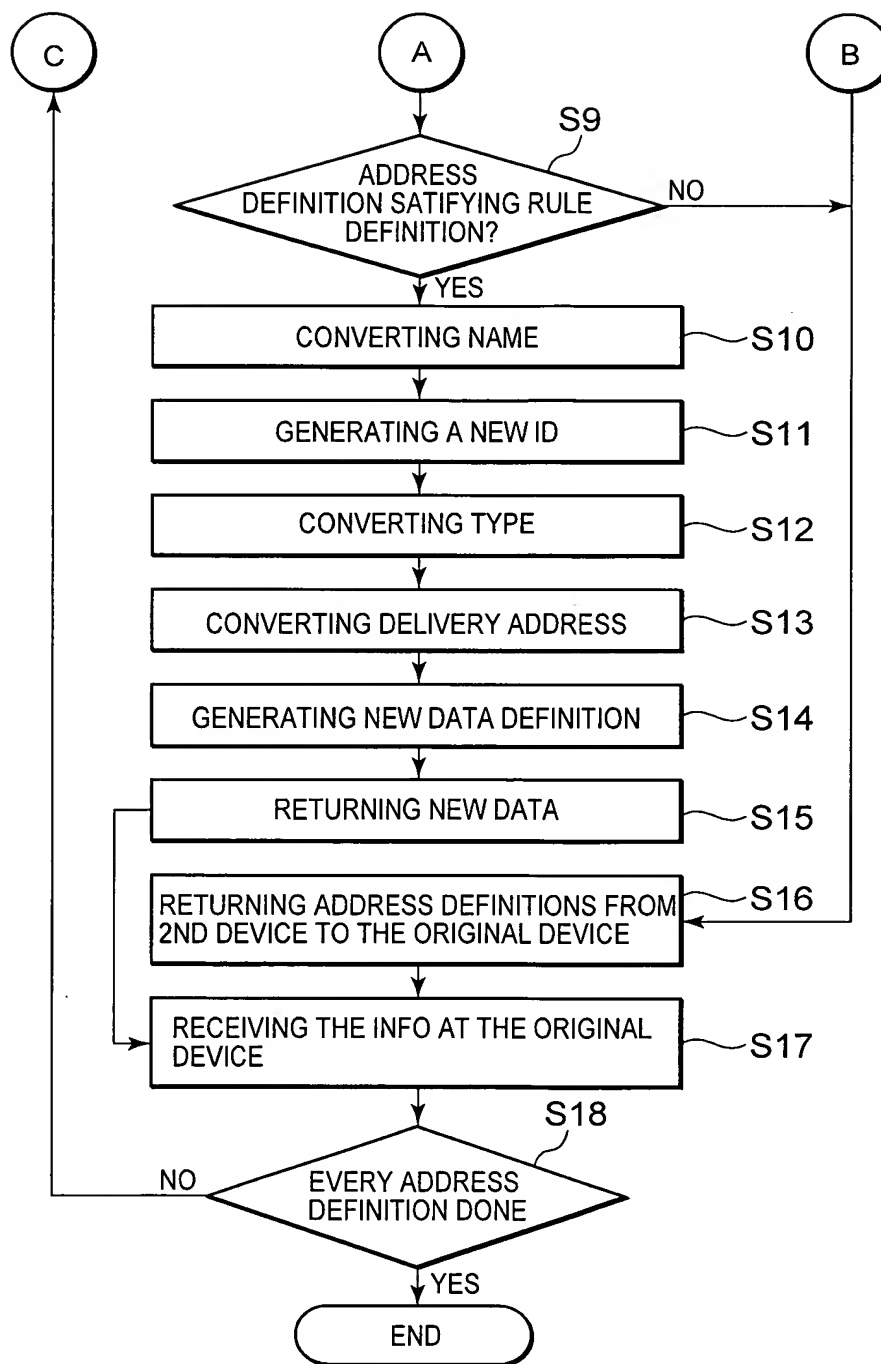 C
A
B
S9
ADDRESS
DEFINITION SATIFYING RULE
DEFINITION?
NO
YES
CONVERTING NAME
S10
GENERATING A NEW ID
S11
CONVERTING TYPE
S12
CONVERTING DELIVERY ADDRESS
S13
GENERATING NEW DATA DEFINITION
S14
RETURNING NEW DATA
S15
RETURNING ADDRESS DEFINITIONS FROM
2ND DEVICE TO THE ORIGINAL DEVICE
S16
RECEIVING THE INFO AT THE ORIGINAL
DEVICE
S17
S18
NO
EVERY ADDRESS
DEFINITION DONE
YES
END